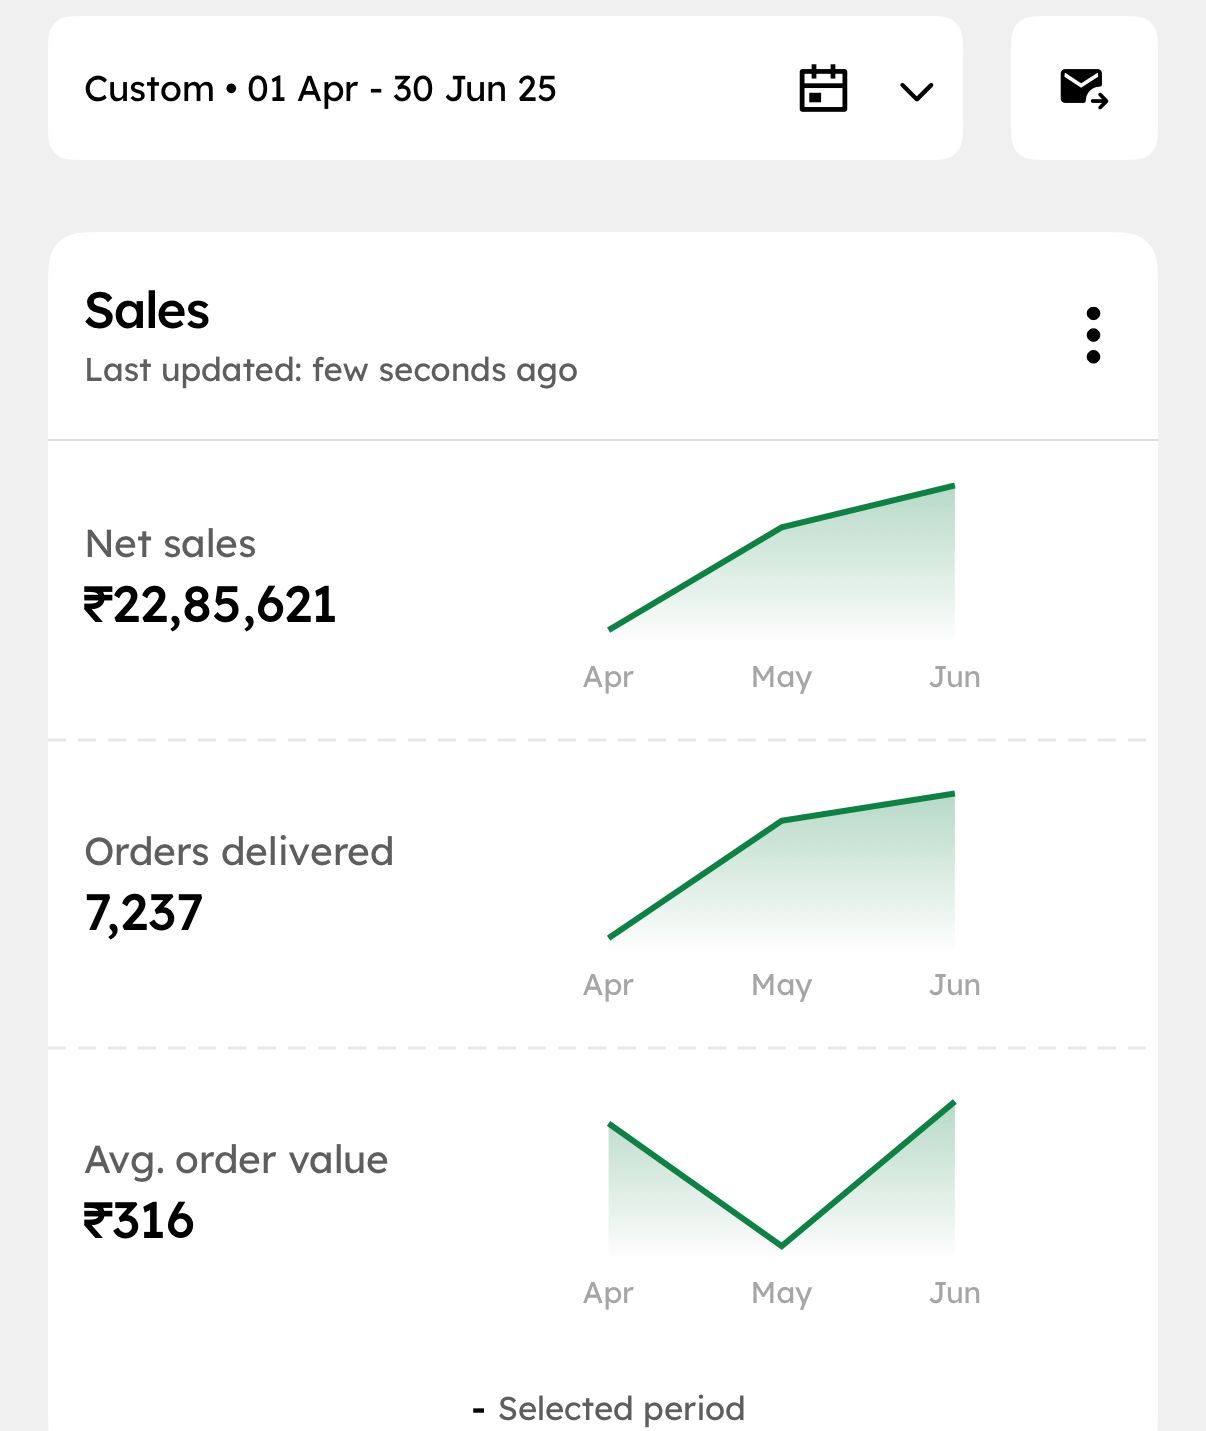 Custom • 01 Apr - 30 Jun 25
Sales
Last updated: few seconds ago
Net sales
₹22,85,621
Apr May Jun
Orders delivered
7,237
Apr May Jun
Avg. order value
₹316
Apr May Jun
- Selected period